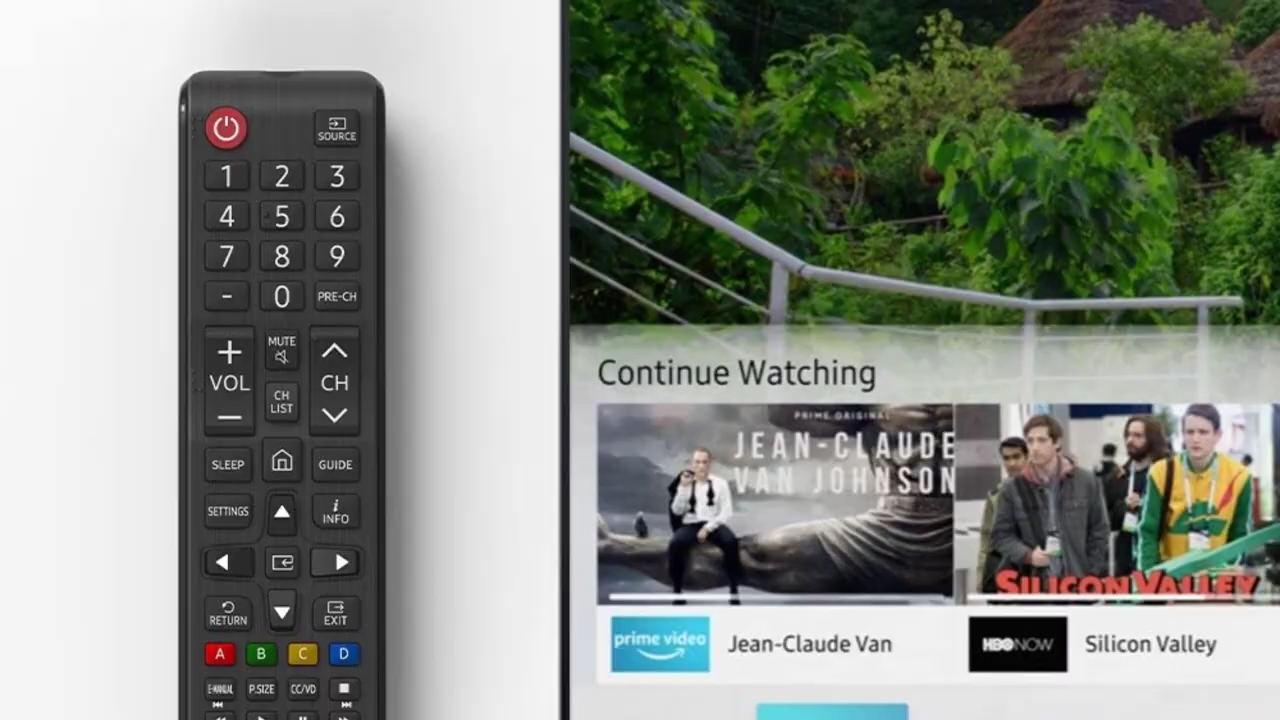 SOURCE
1 2 3
4 5 6
7 8 9
- 0 PRE-CH
MUTE
+ VOL -
CH
CH
LIST
SLEEP GUIDE
SETTINGS
i
INFO
RETURN EXIT
A B C D
E-MANUAL P.SIZE CC/VD
Continue Watching
PRIME ORIGINAL
JEAN-CLAUDE
VAN JOHNSON
SILICON VALLEY
prime video
Jean-Claude Van
HBO NOW
Silicon Valley